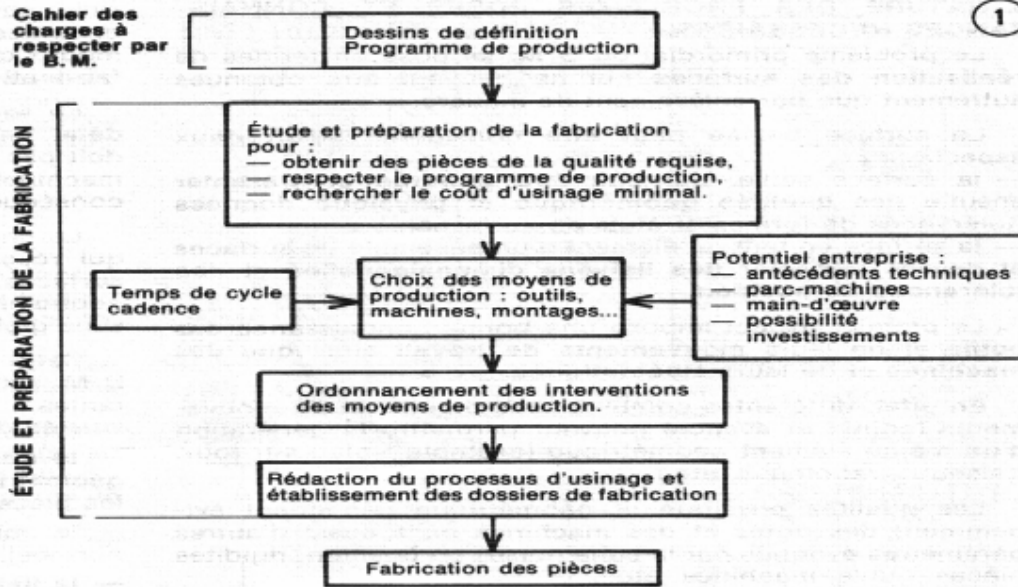 Cahier des
charges à
respecter par
le B.M.
Dessins de définition
Programme de production
1
ÉTUDE ET PRÉPARATION DE LA FABRICATION
Étude et préparation de la fabrication
pour :
— obtenir des pièces de la qualité requise,
— respecter le programme de production,
— rechercher le coût d'usinage minimal.
Temps de cycle
cadence
Choix des moyens de
production : outils,
machines, montages...
Potentiel entreprise :
— antécédents techniques
— parc-machines
— main-d'œuvre
— possibilité
investissements
Ordonnancement des interventions
des moyens de production.
Rédaction du processus d'usinage et
établissement des dossiers de fabrication
Fabrication des pièces